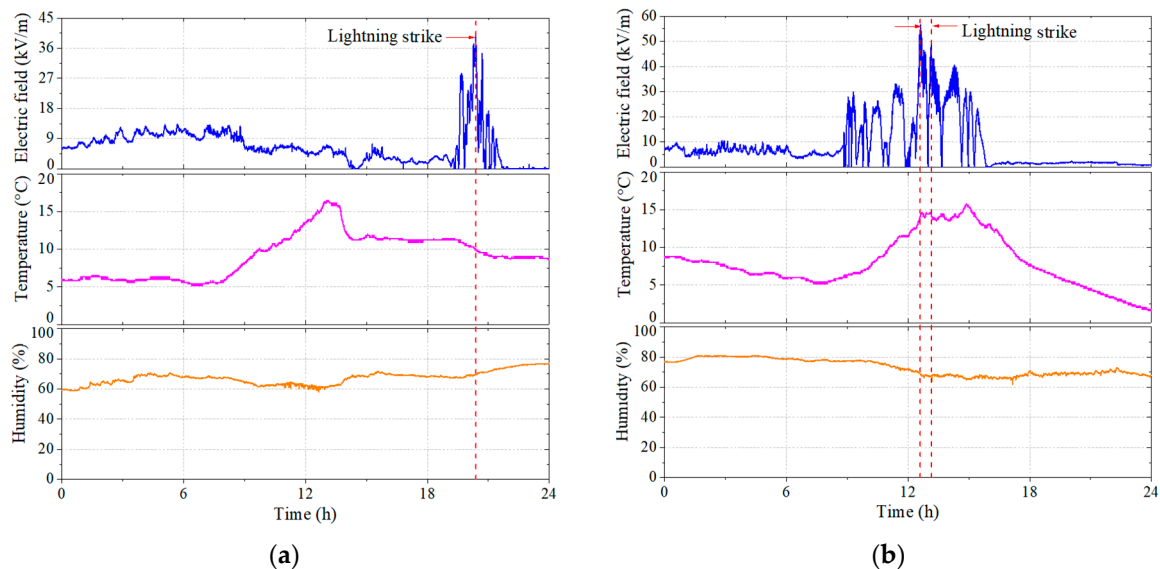 Electric field (kV/m)
45
36
27
18
9
0
Lightning strike
Temperature (°C)
20
15
10
5
0
Humidity (%)
100
80
60
40
20
0
0 6 12 18 24
Time (h)
(a)
Electric field (kV/m)
60
50
40
30
20
10
0
Lightning strike
Temperature (°C)
20
15
10
5
0
Humidity (%)
100
80
60
40
20
0
0 6 12 18 24
Time (h)
(b)